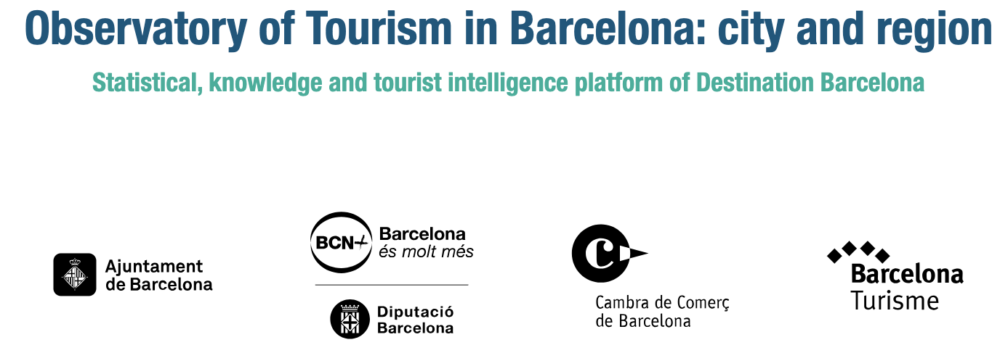 Observatory of Tourism in Barcelona: city and region
Statistical, knowledge and tourist intelligence platform of Destination Barcelona
Ajuntament
de Barcelona
BCN+
Barcelona
és molt més
Diputació
Barcelona
c
Cambra de Comerç
de Barcelona
Barcelona
Turisme